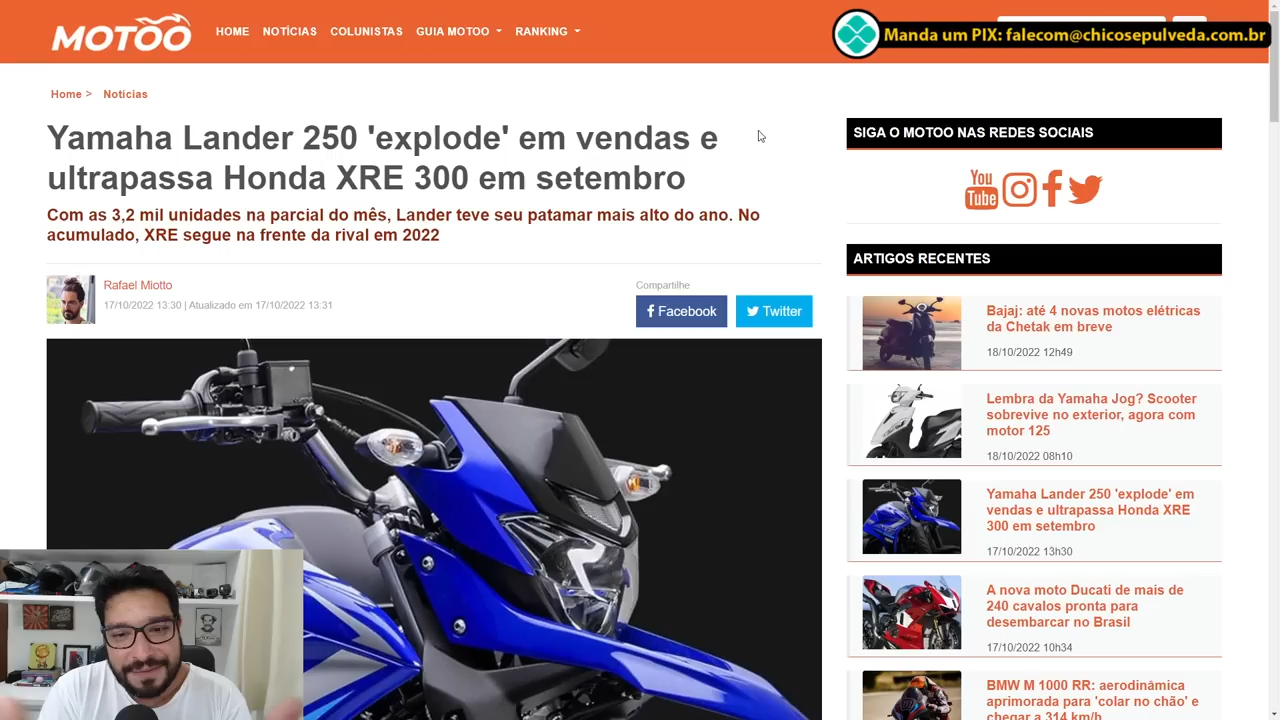 MOTOO
HOME
NOTÍCIAS
COLUNISTAS
GUIA MOTOO
RANKING
Manda um PIX: falecom@chicosepulveda.com.br
Home >
Noticias
Yamaha Lander 250 'explode' em vendas e
ultrapassa Honda XRE 300 em setembro
Com as 3,2 mil unidades na parcial do mês, Lander teve seu patamar mais alto do ano. No
acumulado, XRE segue na frente da rival em 2022
Rafael Miotto
17/10/2022 13:30 | Atualizado em 17/10/2022 13:31
Compartilhe
Facebook
Twitter
SIGA O MOTOO NAS REDES SOCIAIS
You
Tube
ARTIGOS RECENTES
Bajaj: até 4 novas motos elétricas
da Chetak em breve
18/10/2022 12h49
Lembra da Yamaha Jog? Scooter
sobrevive no exterior, agora com
motor 125
18/10/2022 08h10
Yamaha Lander 250 'explode' em
vendas e ultrapassa Honda XRE
300 em setembro
17/10/2022 13h30
A nova moto Ducati de mais de
240 cavalos pronta para
desembarcar no Brasil
17/10/2022 10h34
BMW M 1000 RR: aerodinâmica
aprimorada para 'colar no chão' e
chegar a 314 km/h